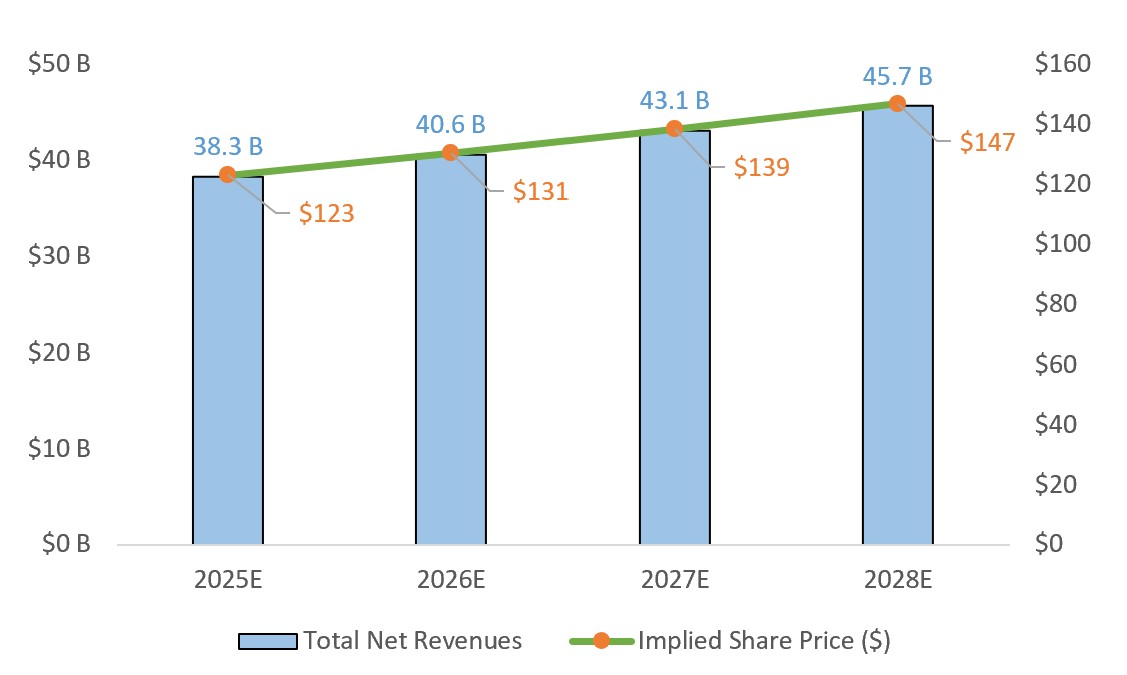 $50 B
$40 B
$30 B
$20 B
$10 B
$0 B
38.3 B
40.6 B
43.1 B
45.7 B
$123
$131
$139
$147
$160
$140
$120
$100
$80
$60
$40
$20
$0
2025E
2026E
2027E
2028E
Total Net Revenues
Implied Share Price ($)